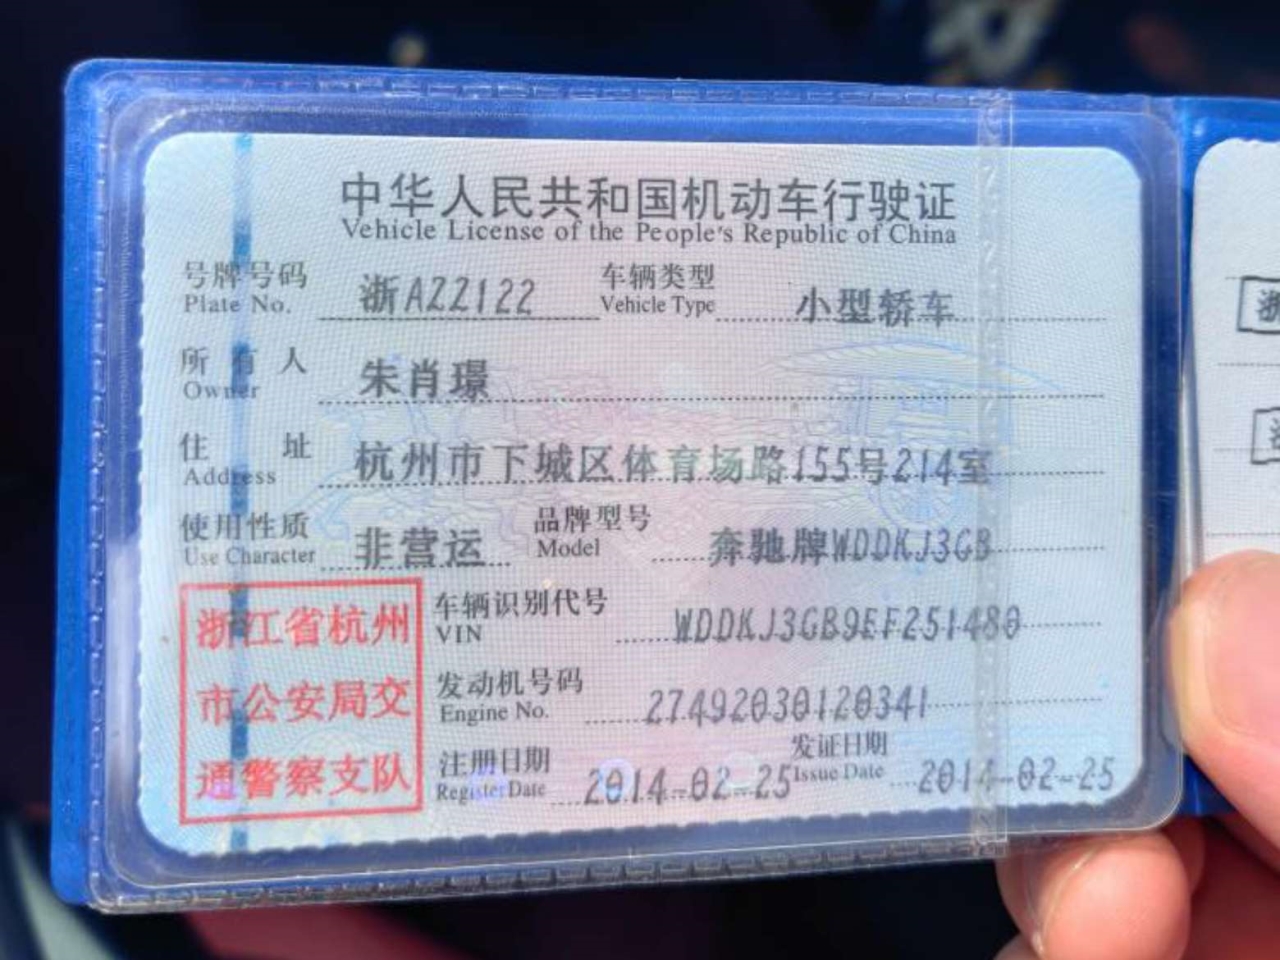 中华人民共和国机动车行驶证
Vehicle License of the People's Republic of China
号牌号码 浙AZZ122 车辆类型 小型轿车
Plate No. Vehicle Type
所有人 朱肖璟
Owner
住址 杭州市下城区体育场路155号214室
Address
使用性质 非营运 品牌型号 奔驰牌WDDKJ3GB
Use Character Model
浙江省杭州
市公安局交
通警察支队
车辆识别代号 WDDKJ3GB9EF251480
VIN
发动机号码 27492030120341
Engine No.
注册日期 2014-02-25 发证日期 2014-02-25
Register Date Issue Date
浙